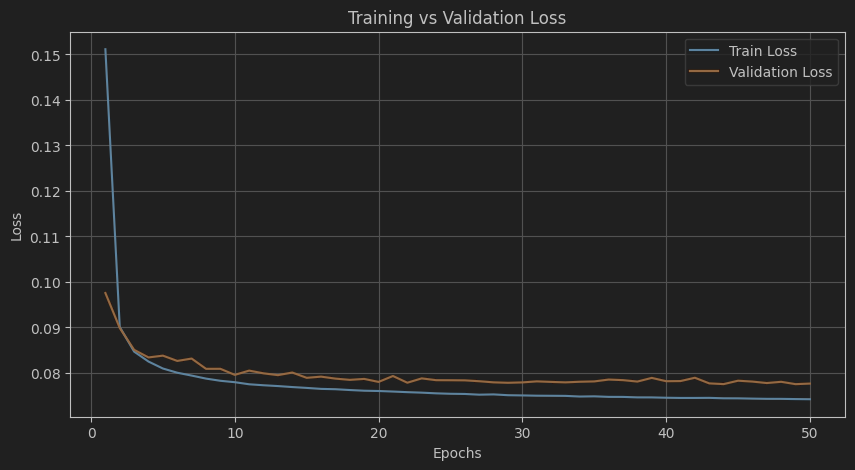 Training vs Validation Loss
Train Loss
Validation Loss
0.15
0.14
0.13
0.12
0.11
0.10
0.09
0.08
Loss
0 10 20 30 40 50
Epochs